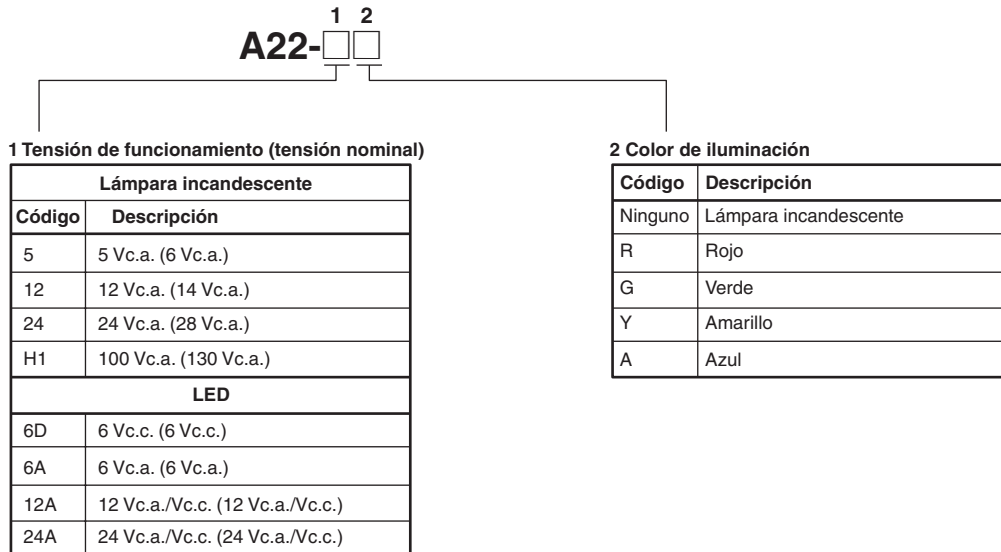 1 2
A22-□□
1 Tensión de funcionamiento (tensión nominal)
Lámpara incandescente
Código Descripción
5 5 Vc.a. (6 Vc.a.)
12 12 Vc.a. (14 Vc.a.)
24 24 Vc.a. (28 Vc.a.)
H1 100 Vc.a. (130 Vc.a.)
LED
6D 6 Vc.c. (6 Vc.c.)
6A 6 Vc.a. (6 Vc.a.)
12A 12 Vc.a./Vc.c. (12 Vc.a./Vc.c.)
24A 24 Vc.a./Vc.c. (24 Vc.a./Vc.c.)
2 Color de iluminación
Código Descripción
Ninguno Lámpara incandescente
R Rojo
G Verde
Y Amarillo
A Azul